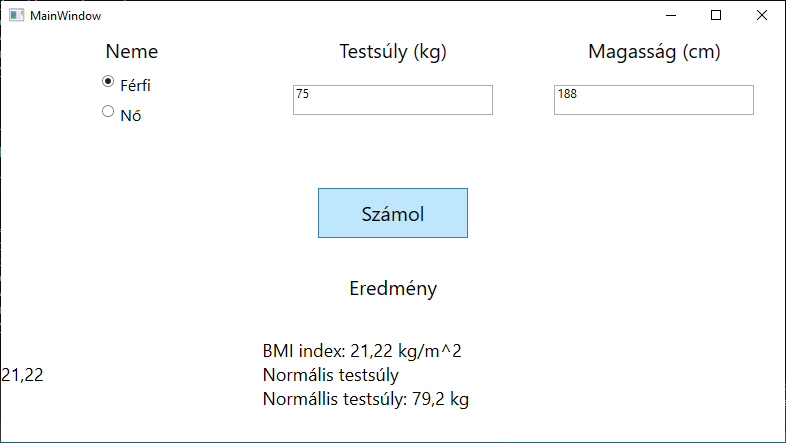 MainWindow
Neme
Testsúly (kg)
Magasság (cm)
Férfi
Nő
75
188
Számol
Eredmény
BMI index: 21,22 kg/m^2
21,22
Normális testsúly
Normállis testsúly: 79,2 kg